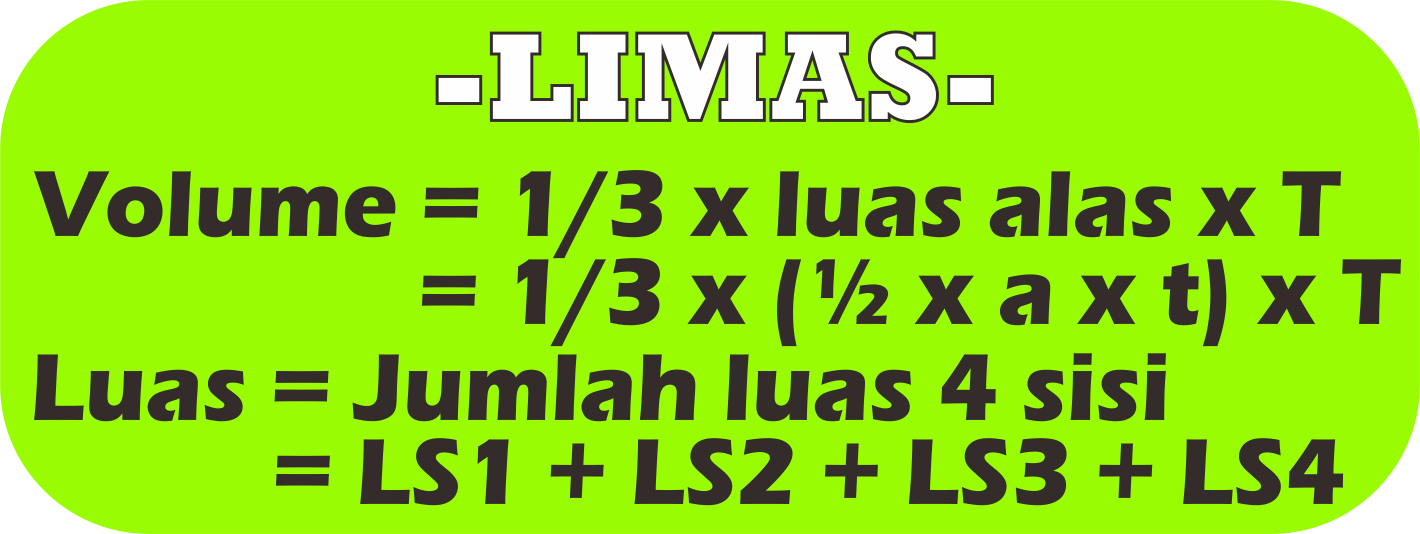 -LIMAS-
Volume = 1/3 x luas alas x T
= 1/3 x (½ x a x t) x T
Luas = Jumlah luas 4 sisi
= LS1 + LS2 + LS3 + LS4